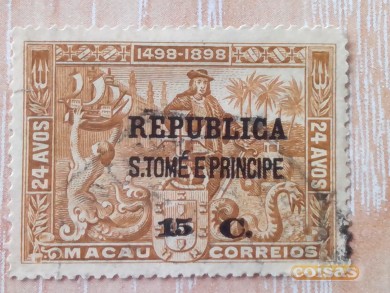 1498-1898
24 AVOS
24 AVOS
REPUBLICA
S.TOMÉ E PRINCIPE
15 C.
MACAU CORREIOS
coisas